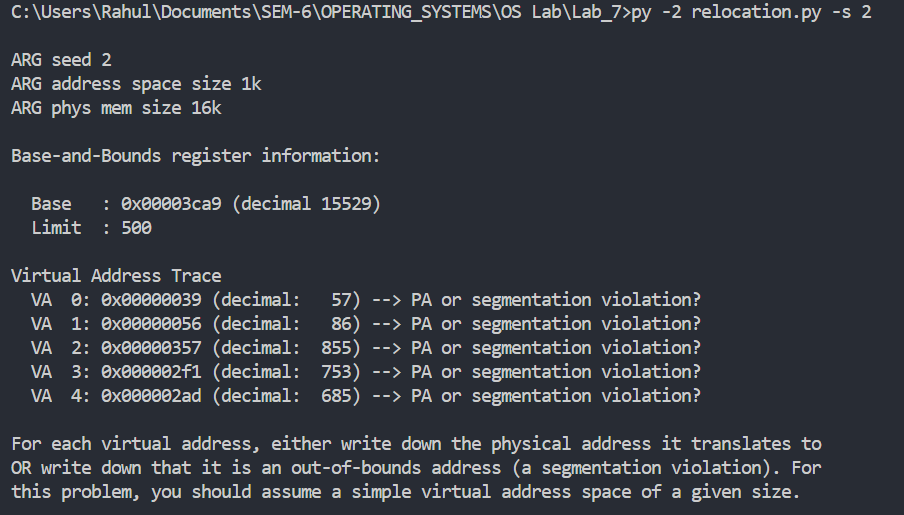 C:\Users\Rahul\Documents\SEM-6\OPERATING_SYSTEMS\OS Lab\Lab_7>py -2 relocation.py -s 2
ARG seed 2
ARG address space size 1k
ARG phys mem size 16k
Base-and-Bounds register information:
Base   : 0x00003ca9 (decimal 15529)
Limit  : 500
Virtual Address Trace
VA  0: 0x00000039 (decimal:   57) --> PA or segmentation violation?
VA  1: 0x00000056 (decimal:   86) --> PA or segmentation violation?
VA  2: 0x00000357 (decimal:  855) --> PA or segmentation violation?
VA  3: 0x000002f1 (decimal:  753) --> PA or segmentation violation?
VA  4: 0x000002ad (decimal:  685) --> PA or segmentation violation?
For each virtual address, either write down the physical address it translates to
OR write down that it is an out-of-bounds address (a segmentation violation). For
this problem, you should assume a simple virtual address space of a given size.